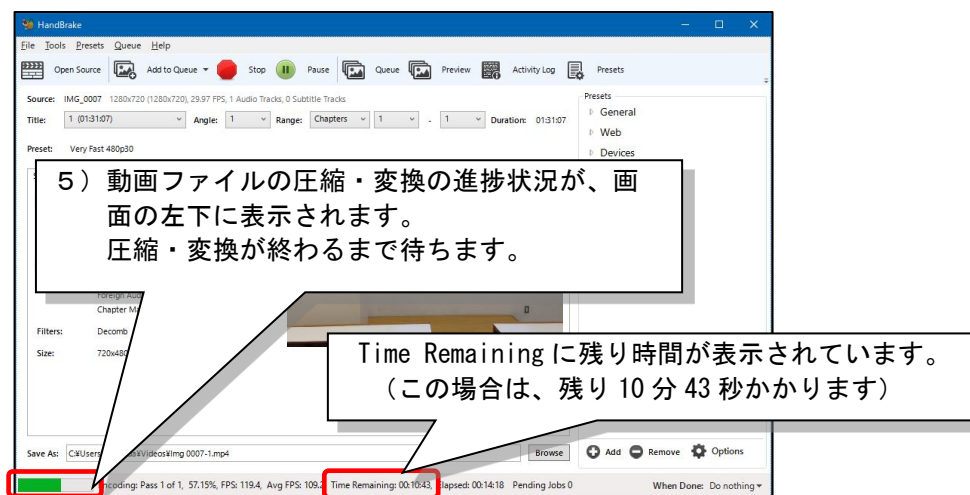 HandBrake
File Tools Presets Queue Help
Open Source Add to Queue Stop Pause Queue Preview Activity Log Presets
Source: IMG_0007 1280x720 (1280x720), 29.97 FPS, 1 Audio Tracks, 0 Subtitle Tracks
Title: 1 (01:31:07) Angle: 1 Range: Chapters 1 - 1 Duration: 01:31:07
Preset: Very Fast 480p30
Presets
General
Web
Devices
5）動画ファイルの圧縮・変換の進捗状況が、画
面の左下に表示されます。
圧縮・変換が終わるまで待ちます。
Foreign Aud
Chapter Ma
Filters: Decomb
Size: 720x480
Time Remaining に残り時間が表示されています。
（この場合は、残り 10 分 43 秒かかります）
Save As: C:¥Users ¥Videos¥Img 0007-1.mp4 Browse
Add Remove Options
coding: Pass 1 of 1, 57.15%, FPS: 119.4, Avg FPS: 109.2 Time Remaining: 00:10:43, Elapsed: 00:14:18 Pending Jobs 0
When Done: Do nothing